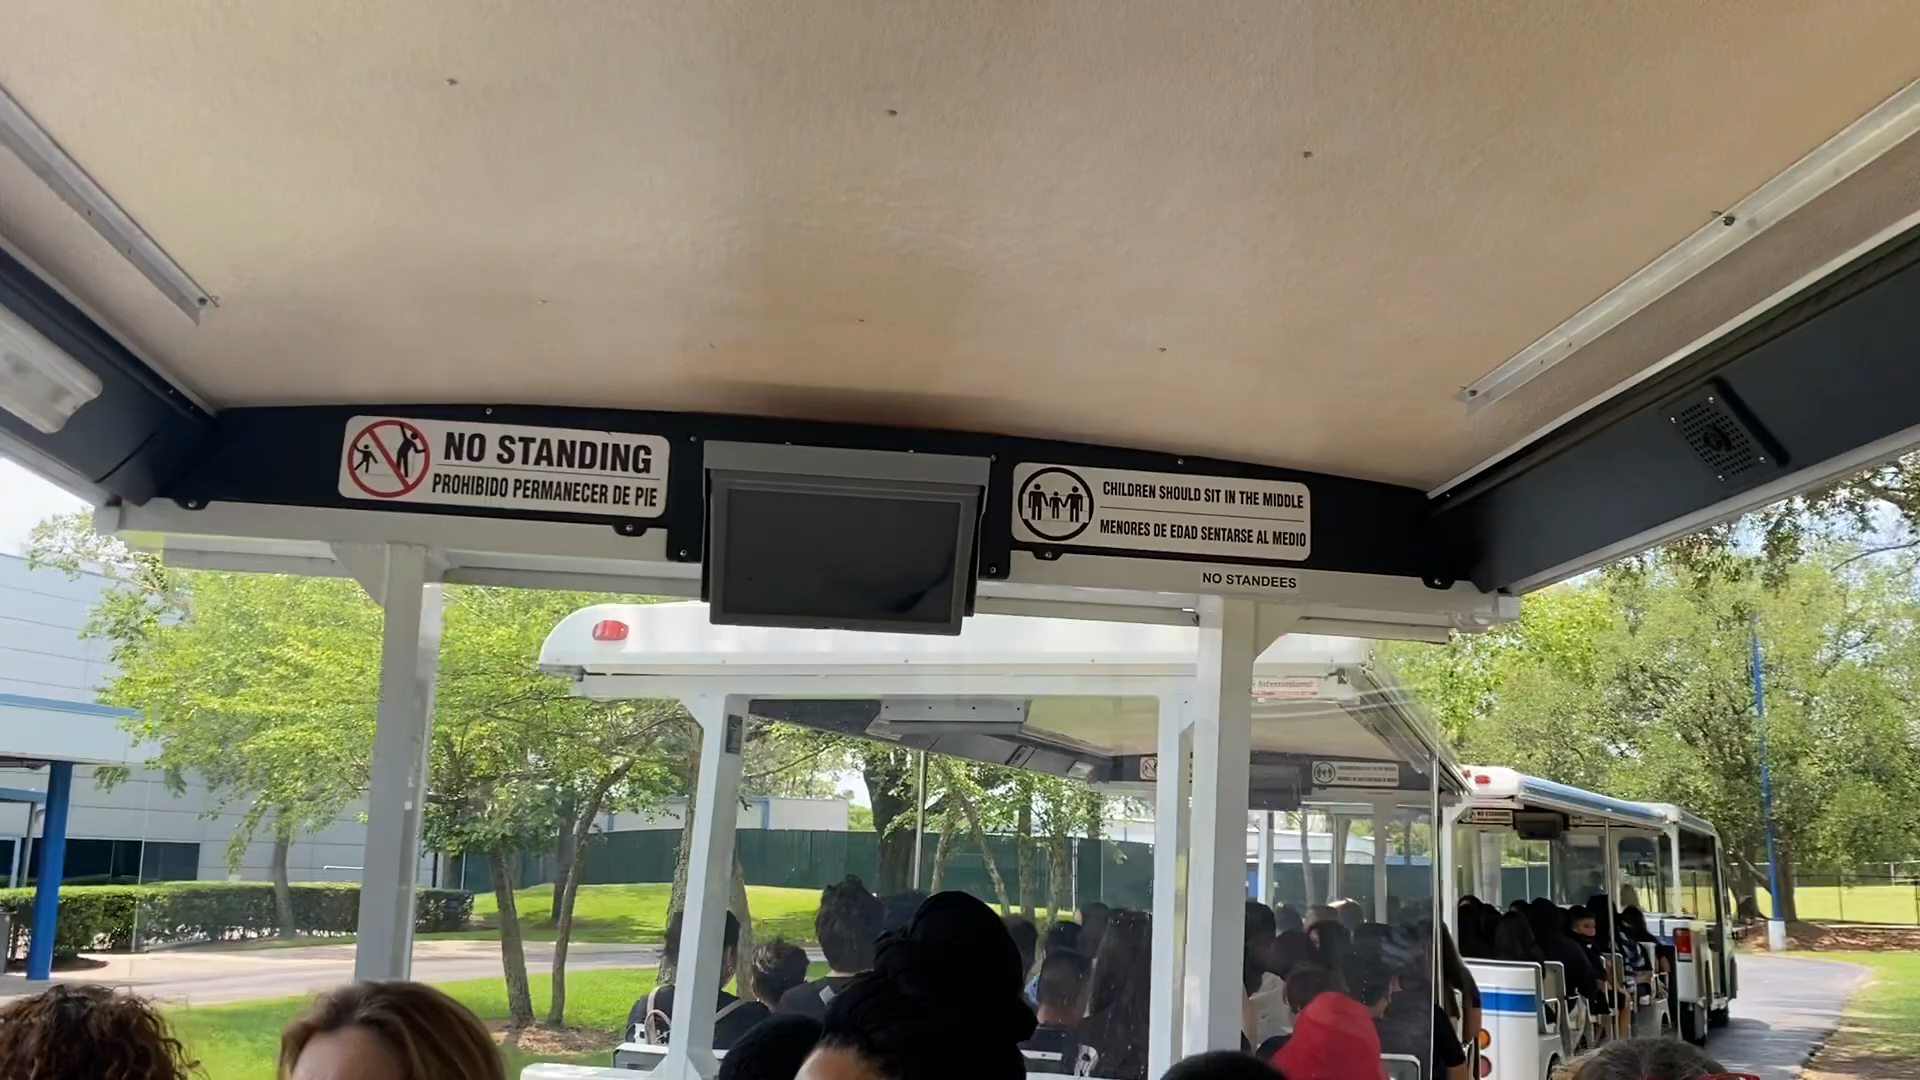 NO STANDING
PROHIBIDO PERMANECER DE PIE
CHILDREN SHOULD SIT IN THE MIDDLE
MENORES DE EDAD SENTARSE AL MEDIO
NO STANDEES
International
NO STANDING